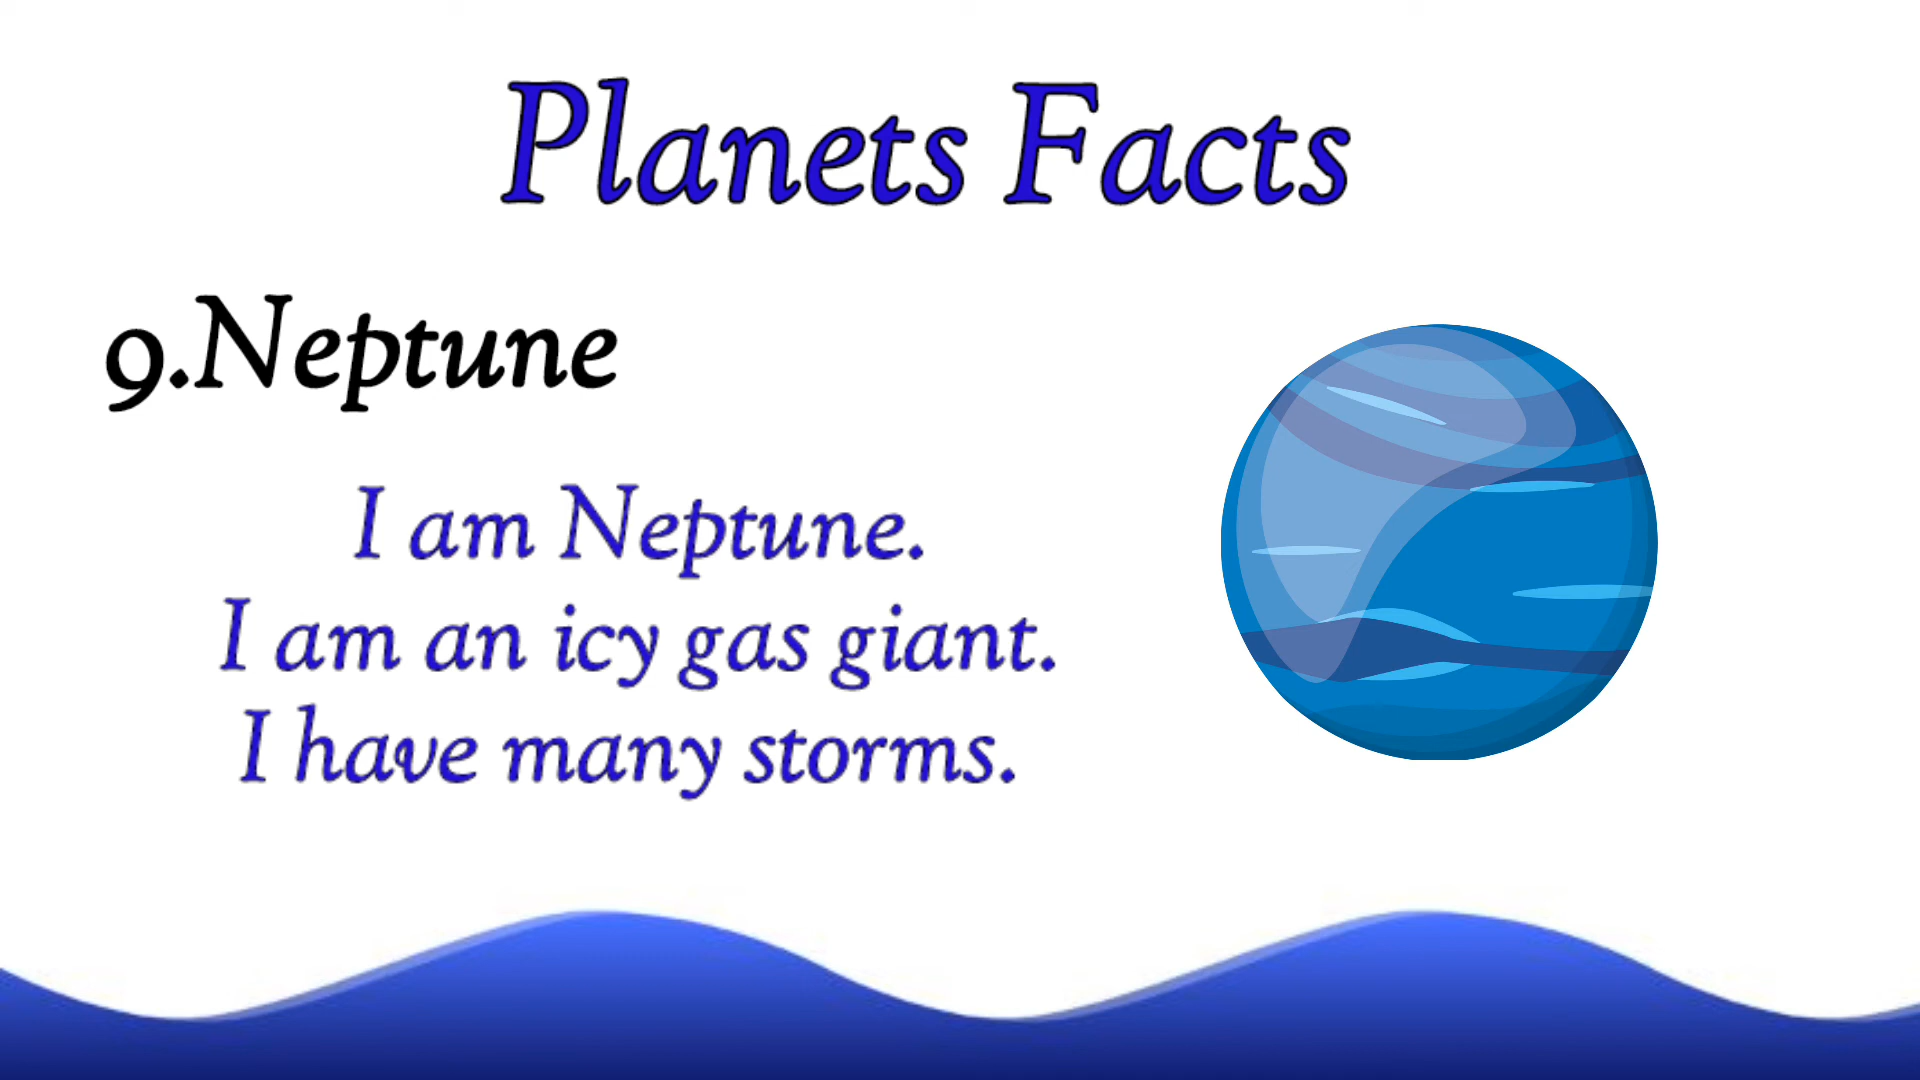 Planets Facts
9.Neptune
I am Neptune.
I am an icy gas giant.
I have many storms.